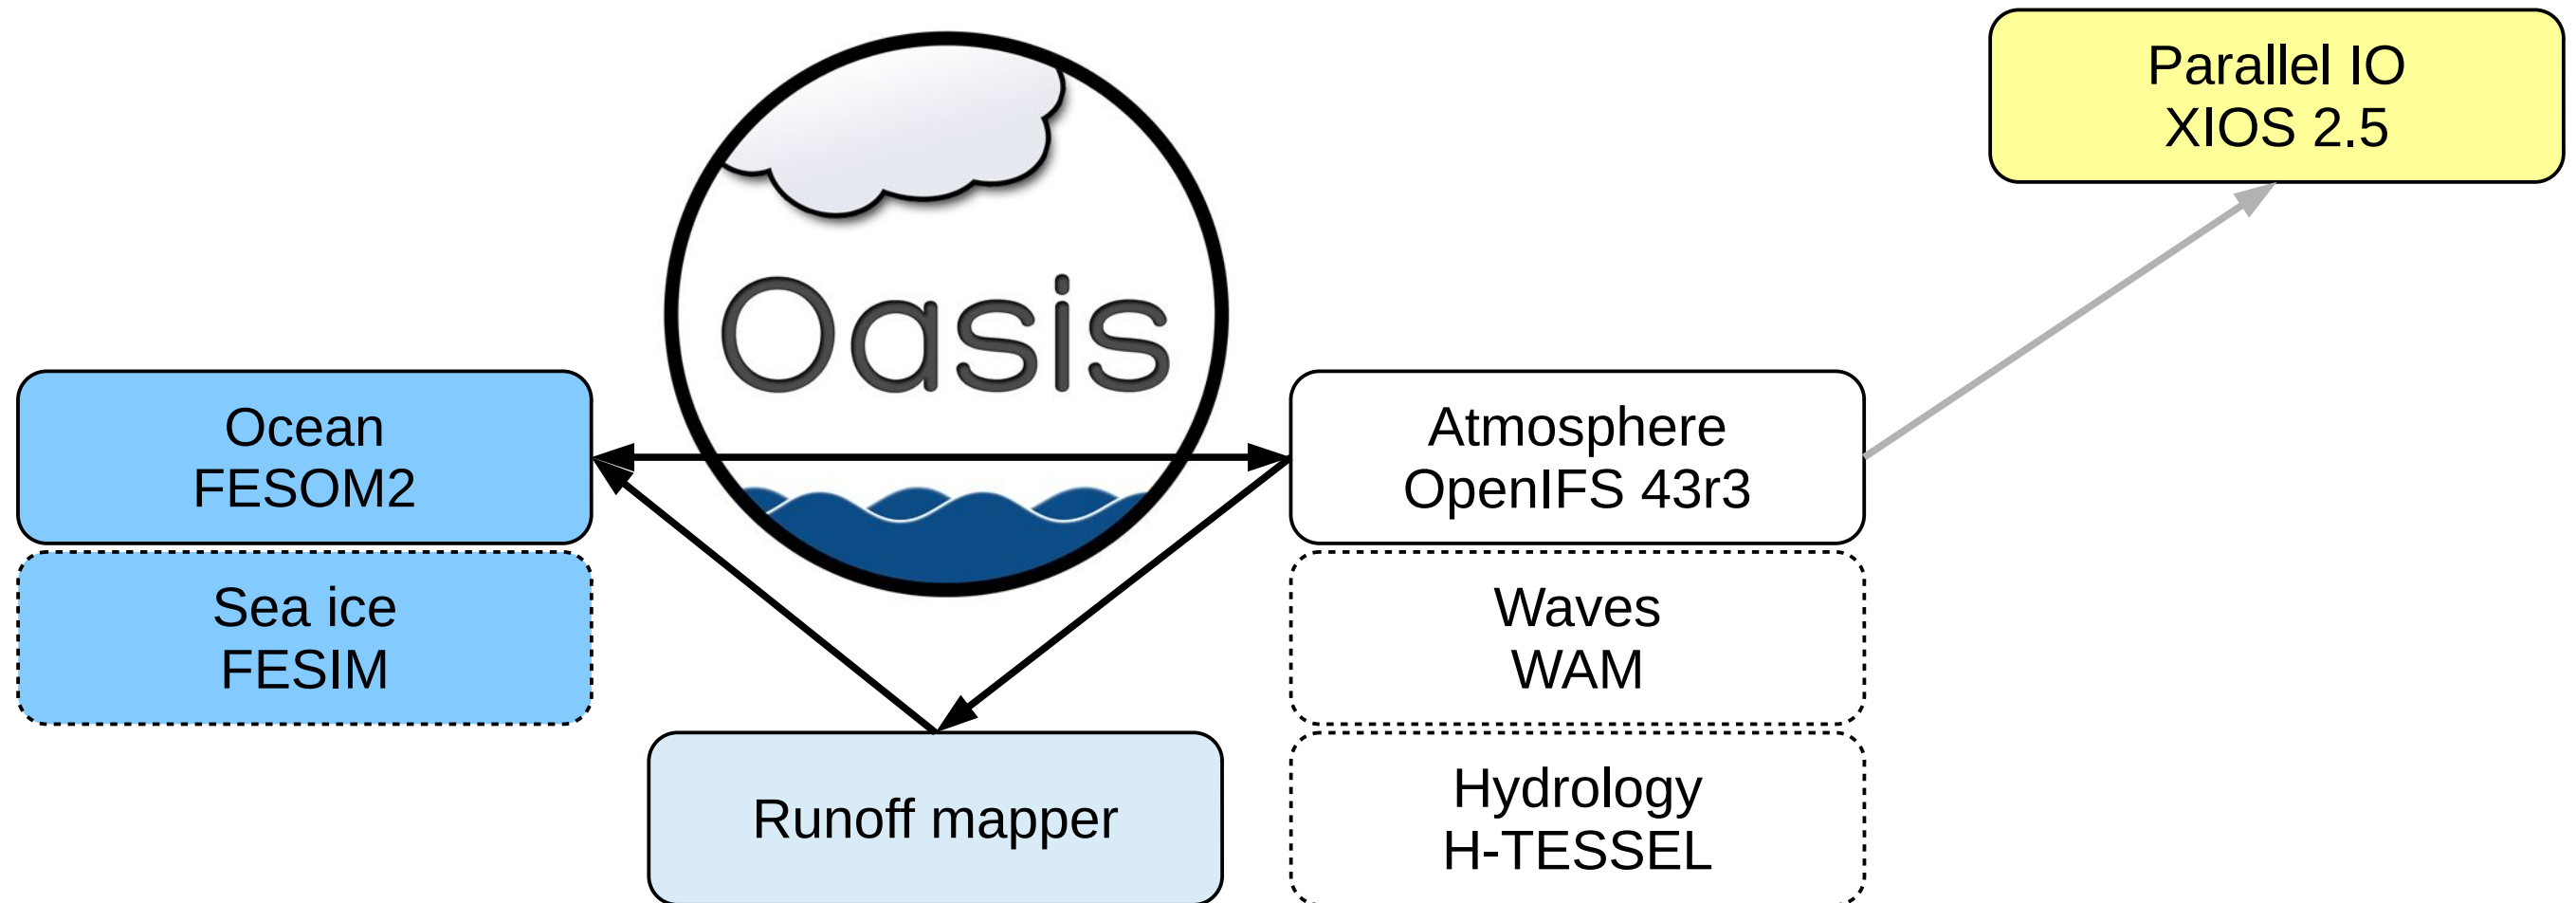 Parallel IO
XIOS 2.5
Oasis
Ocean
FESOM2
Atmosphere
OpenIFS 43r3
Sea ice
FESIM
Waves
WAM
Runoff mapper
Hydrology
H-TESSEL